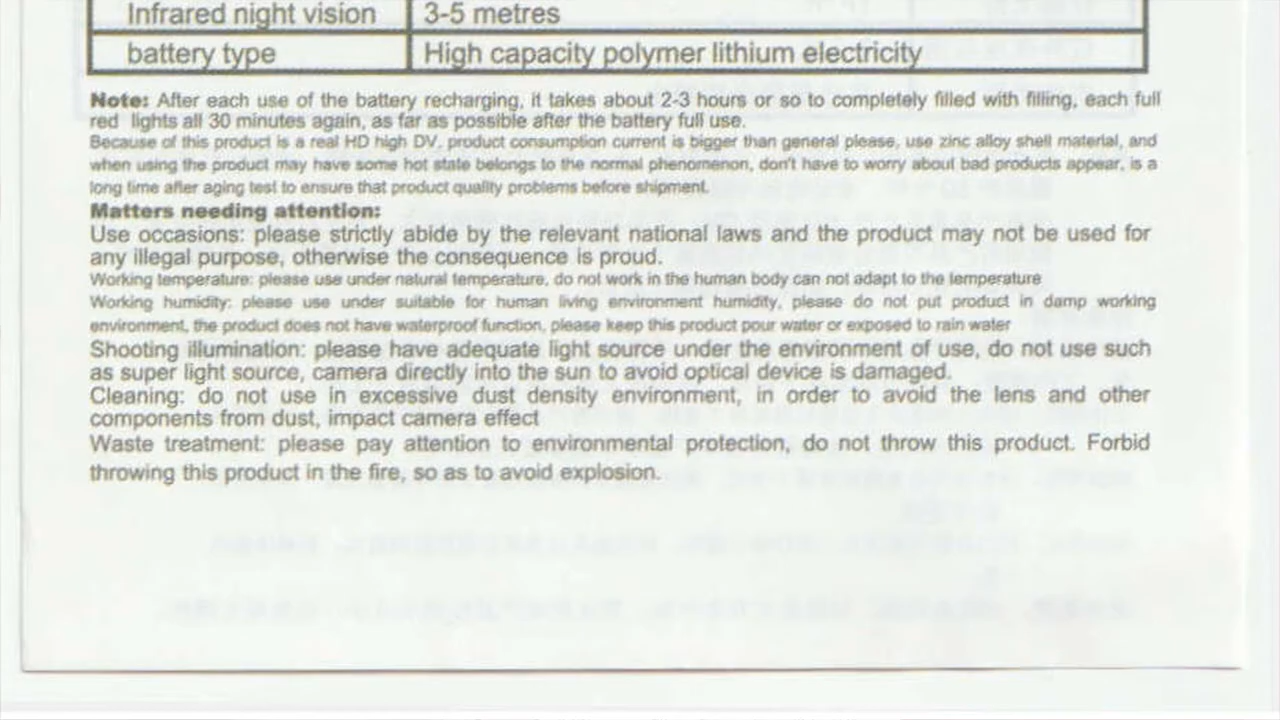 Infrared night vision 3-5 metres
battery type High capacity polymer lithium electricity
Note: After each use of the battery recharging, it takes about 2-3 hours or so to completely filled with filling, each full
red lights all 30 minutes again, as far as possible after the battery full use.
Because of this product is a real HD high DV, product consumption current is bigger than general please, use zinc alloy shell material, and
when using the product may have some hot state belongs to the normal phenomenon, don't have to worry about bad products appear, is a
long time after aging test to ensure that product quality problems before shipment.
Matters needing attention:
Use occasions: please strictly abide by the relevant national laws and the product may not be used for
any illegal purpose, otherwise the consequence is proud.
Working temperature: please use under natural temperature, do not work in the human body can not adapt to the temperature
Working humidity: please use under suitable for human living environment humidity, please do not put product in damp working
environment, the product does not have waterproof function, please keep this product pour water or exposed to rain water
Shooting illumination: please have adequate light source under the environment of use, do not use such
as super light source, camera directly into the sun to avoid optical device is damaged.
Cleaning: do not use in excessive dust density environment, in order to avoid the lens and other
components from dust, impact camera effect
Waste treatment: please pay attention to environmental protection, do not throw this product. Forbid
throwing this product in the fire, so as to avoid explosion.